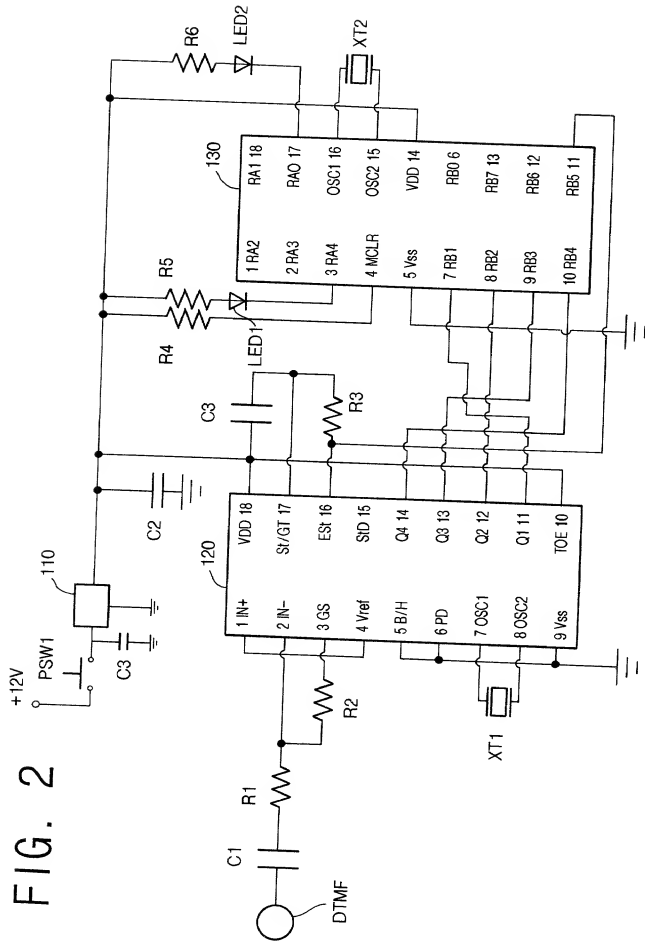 FIG. 2
+12V
PSW1
C3
110
C2
120
C3
R3
R4
R5
LED1
130
R6
LED2
XT2
DTMF
C1
R1
R2
XT1
1 IN+
2 IN-
3 GS
4 Vref
5 B/H
6 PD
7 OSC1
8 OSC2
9 Vss
VDD 18
St/GT 17
ESt 16
StD 15
Q4 14
Q3 13
Q2 12
Q1 11
TOE 10
1 RA2
2 RA3
3 RA4
4 MCLR
5 Vss
7 RB1
8 RB2
9 RB3
10 RB4
RA1 18
RA0 17
OSC1 16
OSC2 15
VDD 14
RB0 6
RB7 13
RB6 12
RB5 11